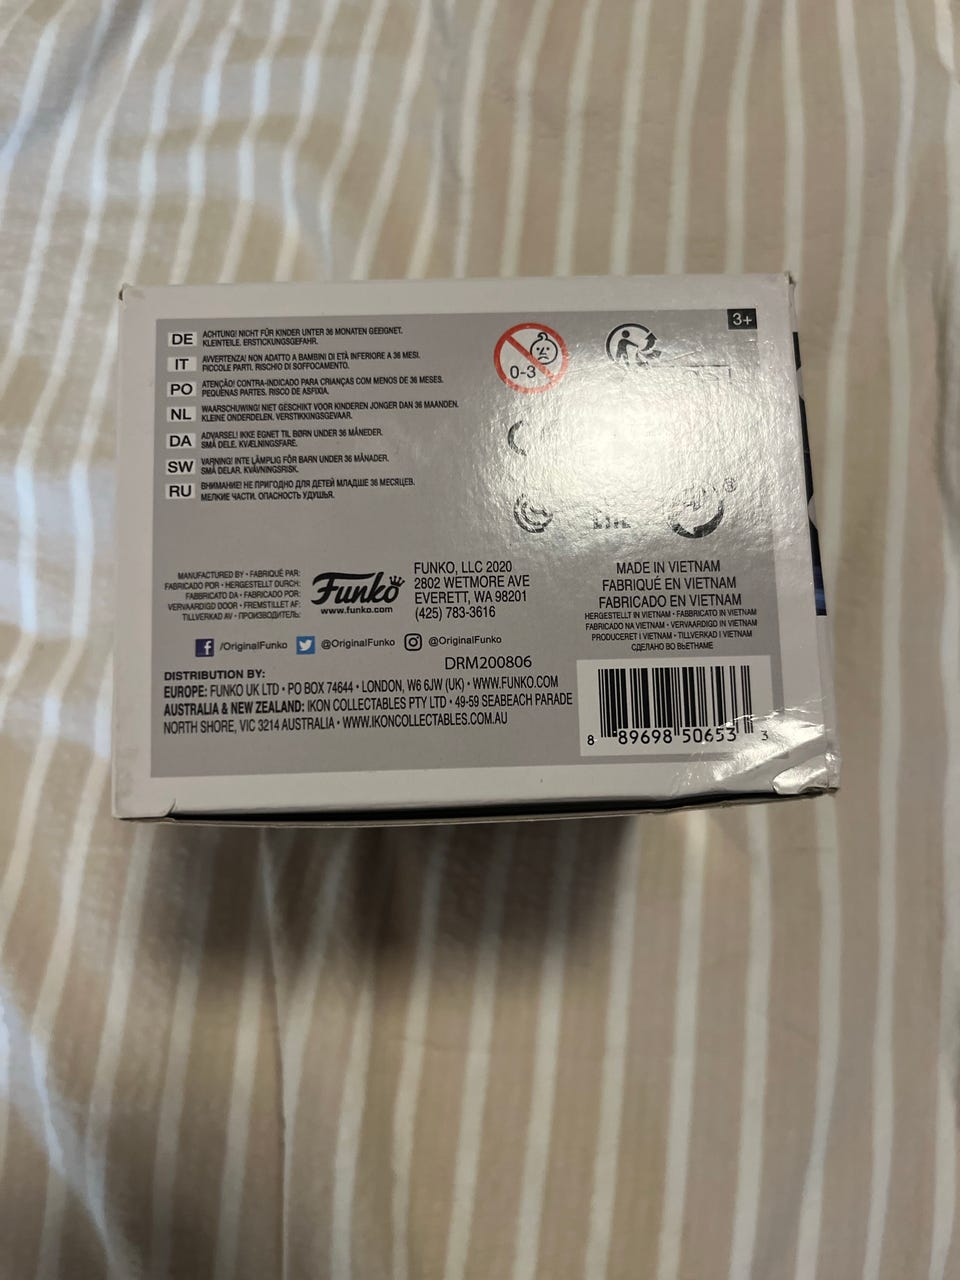 3+
DE ACHTUNG! NICHT FÜR KINDER UNTER 36 MONATEN GEEIGNET.
KLEINTEILE. ERSTICKUNGSGEFAHR.
IT AVVERTENZA! NON ADATTO A BAMBINI DI ETÀ INFERIORE A 36 MESI.
PICCOLE PARTI. RISCHIO DI SOFFOCAMENTO.
PO ATENÇÃO! CONTRA-INDICADO PARA CRIANÇAS COM MENOS DE 36 MESES.
PEQUENAS PARTES. RISCO DE ASFIXIA.
NL WAARSCHUWING! NIET GESCHIKT VOOR KINDEREN JONGER DAN 36 MAANDEN.
KLEINE ONDERDELEN. VERSTIKKINGSGEVAAR.
DA ADVARSEL! IKKE EGNET TIL BØRN UNDER 36 MÅNEDER.
SMÅ DELE. KVÆLNINGSFARE.
SW VARNING! INTE LÄMPLIG FÖR BARN UNDER 36 MÅNADER.
SMÅ DELAR. KVÄVNINGSRISK.
RU ВНИМАНИЕ! НЕ ПРИГОДНО ДЛЯ ДЕТЕЙ МЛАДШЕ 36 МЕСЯЦЕВ.
МЕЛКИЕ ЧАСТИ. ОПАСНОСТЬ УДУШЬЯ.
0-3
MANUFACTURED BY • FABRIQUÉ PAR:
FABRICADO POR • HERGESTELLT DURCH:
FABBRICATO DA • FABRICADO POR:
VERVAARDIGD DOOR • FREMSTILLET AF:
TILLVERKAD AV • ПРОИЗВОДИТЕЛЬ:
Funko
www.funko.com
FUNKO, LLC 2020
2802 WETMORE AVE
EVERETT, WA 98201
(425) 783-3616
MADE IN VIETNAM
FABRIQUÉ EN VIETNAM
FABRICADO EN VIETNAM
HERGESTELLT IN VIETNAM • FABBRICATO IN VIETNAM
FABRICADO NA VIETNAM • VERVAARDIGD IN VIETNAM
PRODUCERET I VIETNAM • TILLVERKAD I VIETNAM
СДЕЛАНО ВО ВЬЕТНАМЕ
/OriginalFunko @OriginalFunko @OriginalFunko
DRM200806
DISTRIBUTION BY:
EUROPE: FUNKO UK LTD • PO BOX 74644 • LONDON, W6 6JW (UK) • WWW.FUNKO.COM
AUSTRALIA & NEW ZEALAND: IKON COLLECTABLES PTY LTD • 49-59 SEABEACH PARADE
NORTH SHORE, VIC 3214 AUSTRALIA • WWW.IKONCOLLECTABLES.COM.AU
8 89698 50653 3